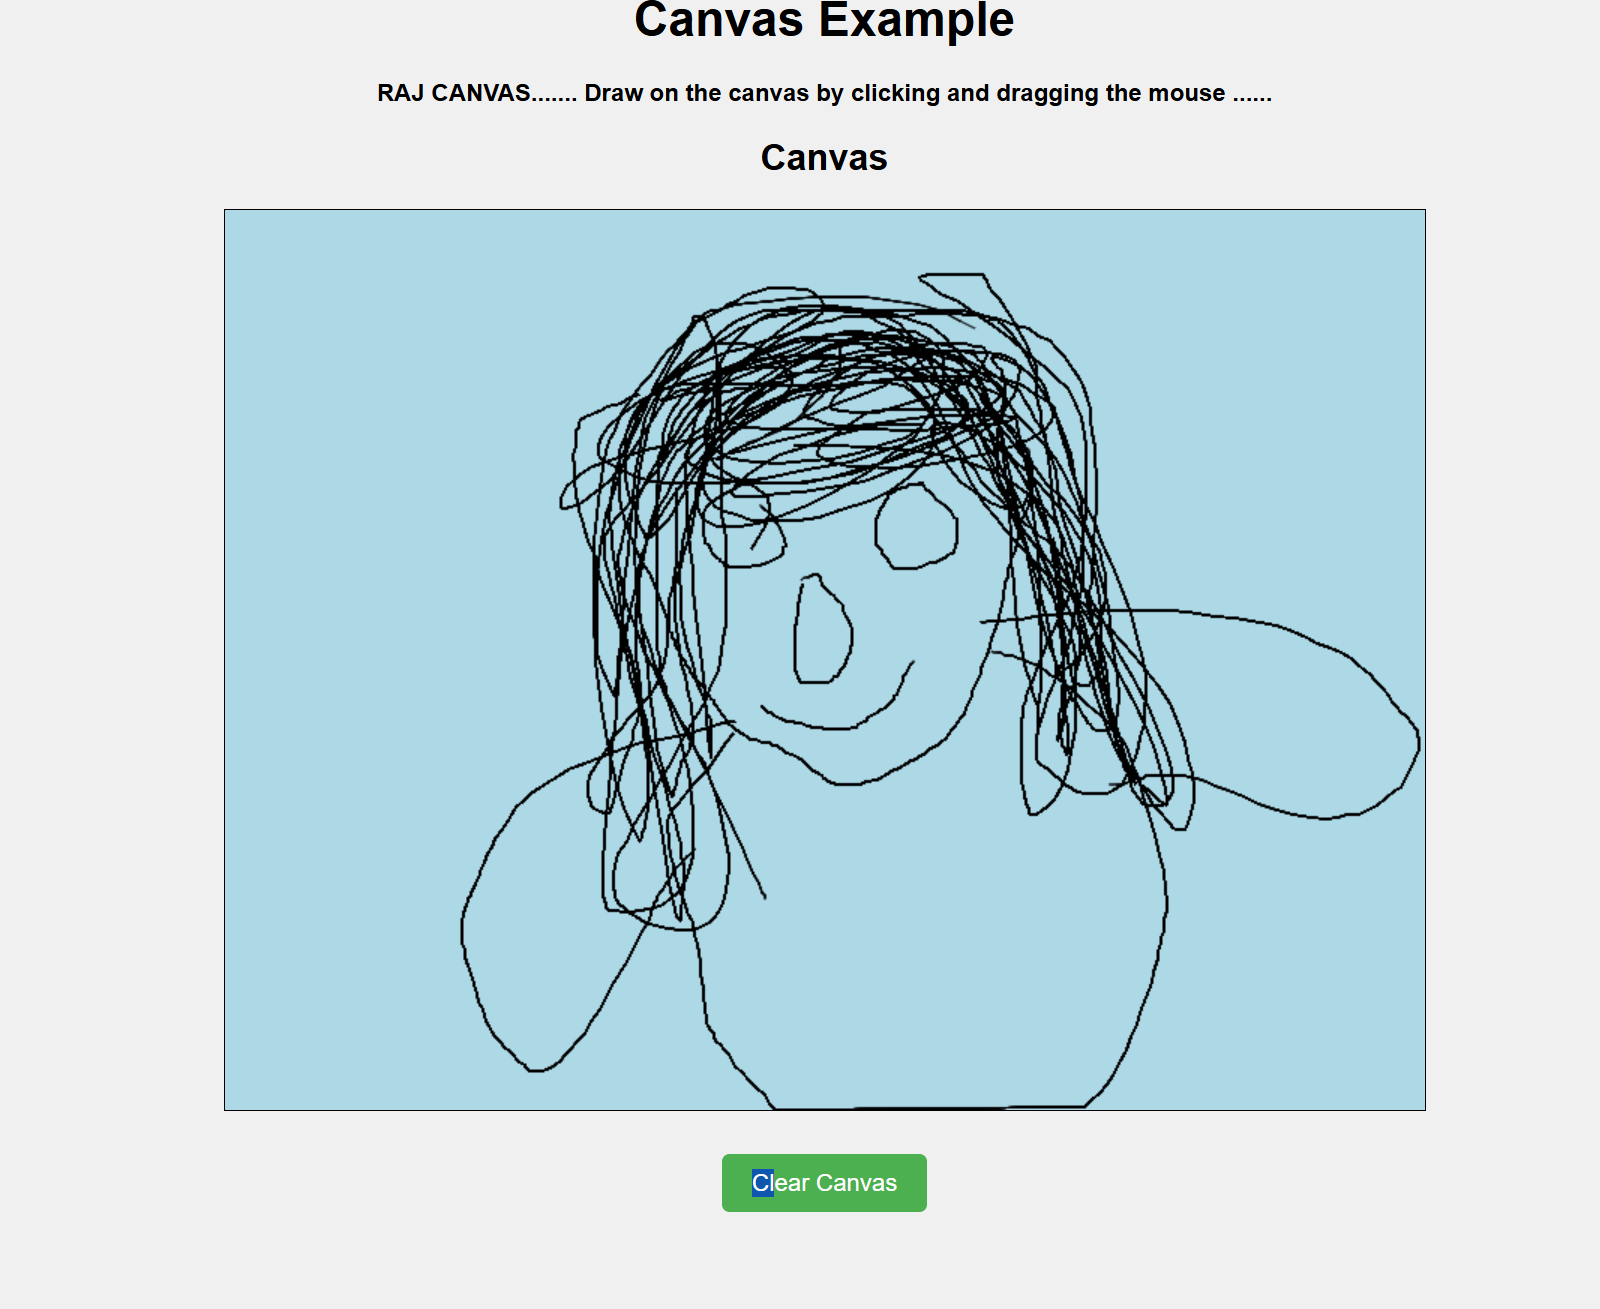 Canvas Example
RAJ CANVAS....... Draw on the canvas by clicking and dragging the mouse ......
Canvas
Clear Canvas